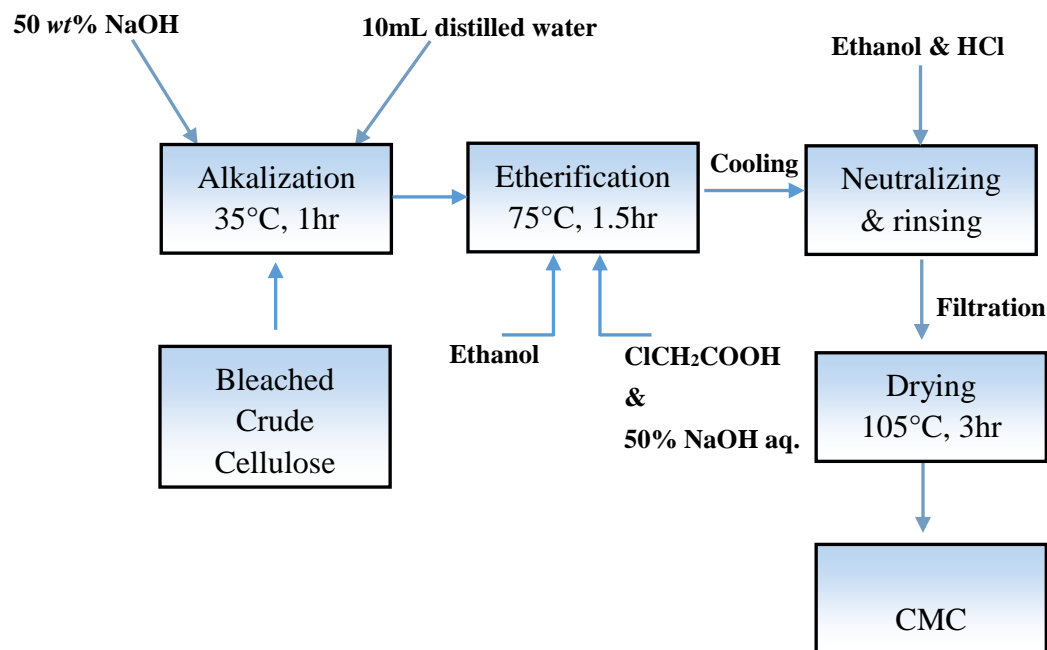 50 wt% NaOH
10mL distilled water
Ethanol & HCl
Alkalization
35°C, 1hr
Etherification
75°C, 1.5hr
Cooling
Neutralizing
& rinsing
Filtration
Bleached
Crude
Cellulose
Ethanol
ClCH₂COOH
&
50% NaOH aq.
Drying
105°C, 3hr
CMC